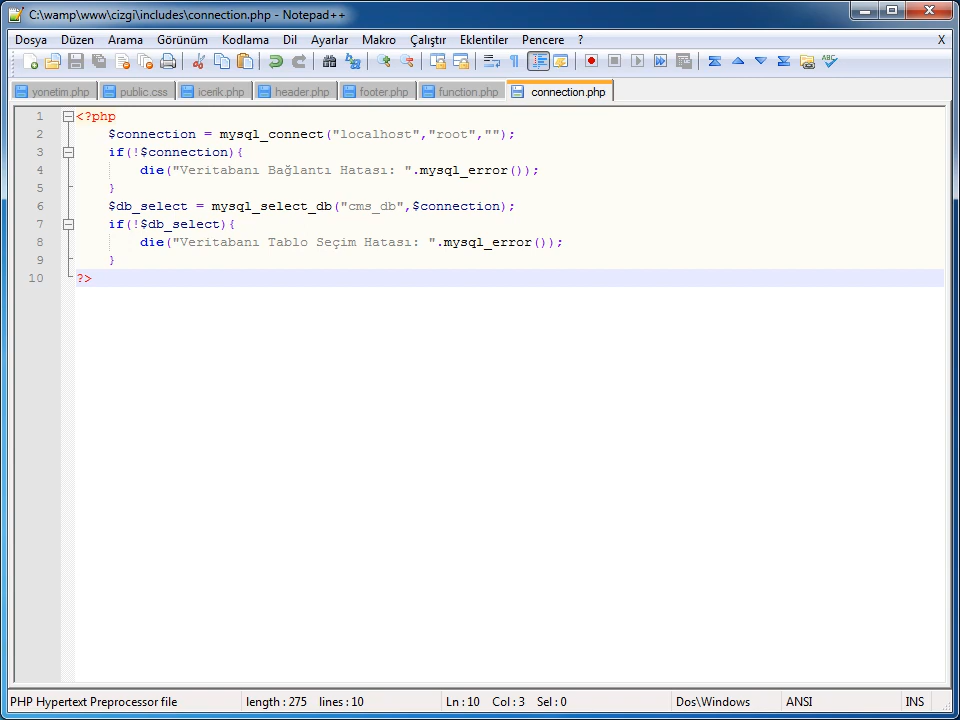 C:\wamp\www\cizgi\includes\connection.php - Notepad++
Dosya Düzen Arama Görünüm Kodlama Dil Ayarlar Makro Çalıştır Eklentiler Pencere ? X
yonetim.php public.css icerik.php header.php footer.php function.php connection.php
1 <?php
2 $connection = mysql_connect("localhost","root","");
3 if(!$connection){
4 die("Veritabanı Bağlantı Hatası: ".mysql_error());
5 }
6 $db_select = mysql_select_db("cms_db",$connection);
7 if(!$db_select){
8 die("Veritabanı Tablo Seçim Hatası: ".mysql_error());
9 }
10 ?>
PHP Hypertext Preprocessor file length : 275 lines : 10 Ln : 10 Col : 3 Sel : 0 Dos\Windows ANSI INS